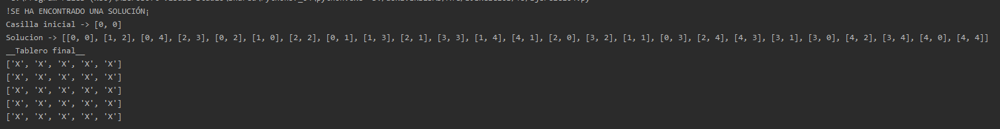 !SE HA ENCONTRADO UNA SOLUCIÓN¡
Casilla inicial -> [0, 0]
Solucion -> [[0, 0], [1, 2], [0, 4], [2, 3], [0, 2], [1, 0], [2, 2], [0, 1], [1, 3], [2, 1], [3, 3], [1, 4], [4, 1], [2, 0], [3, 2], [1, 1], [0, 3], [2, 4], [4, 3], [3, 1], [3, 0], [4, 2], [3, 4], [4, 0], [4, 4]]
__Tablero final__
['X', 'X', 'X', 'X', 'X']
['X', 'X', 'X', 'X', 'X']
['X', 'X', 'X', 'X', 'X']
['X', 'X', 'X', 'X', 'X']
['X', 'X', 'X', 'X', 'X']